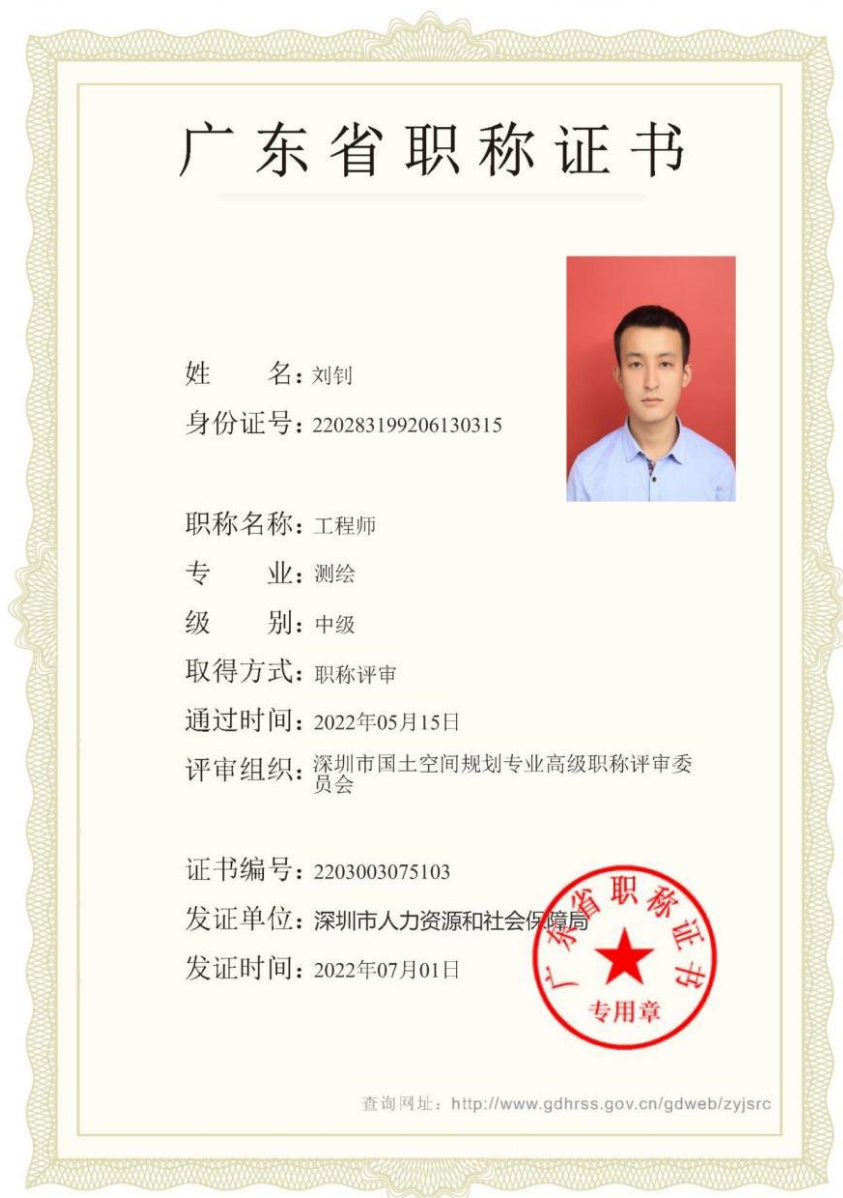 广东省职称证书
姓 名：刘钊
身份证号：220283199206130315
职称名称：工程师
专 业：测绘
级 别：中级
取得方式：职称评审
通过时间：2022年05月15日
评审组织：深圳市国土空间规划专业高级职称评审委
员会
证书编号：2203003075103
发证单位：深圳市人力资源和社会保障局
发证时间：2022年07月01日
广东省职称证书
专用章
查询网址：http://www.gdhrss.gov.cn/gdweb/zyjsrc